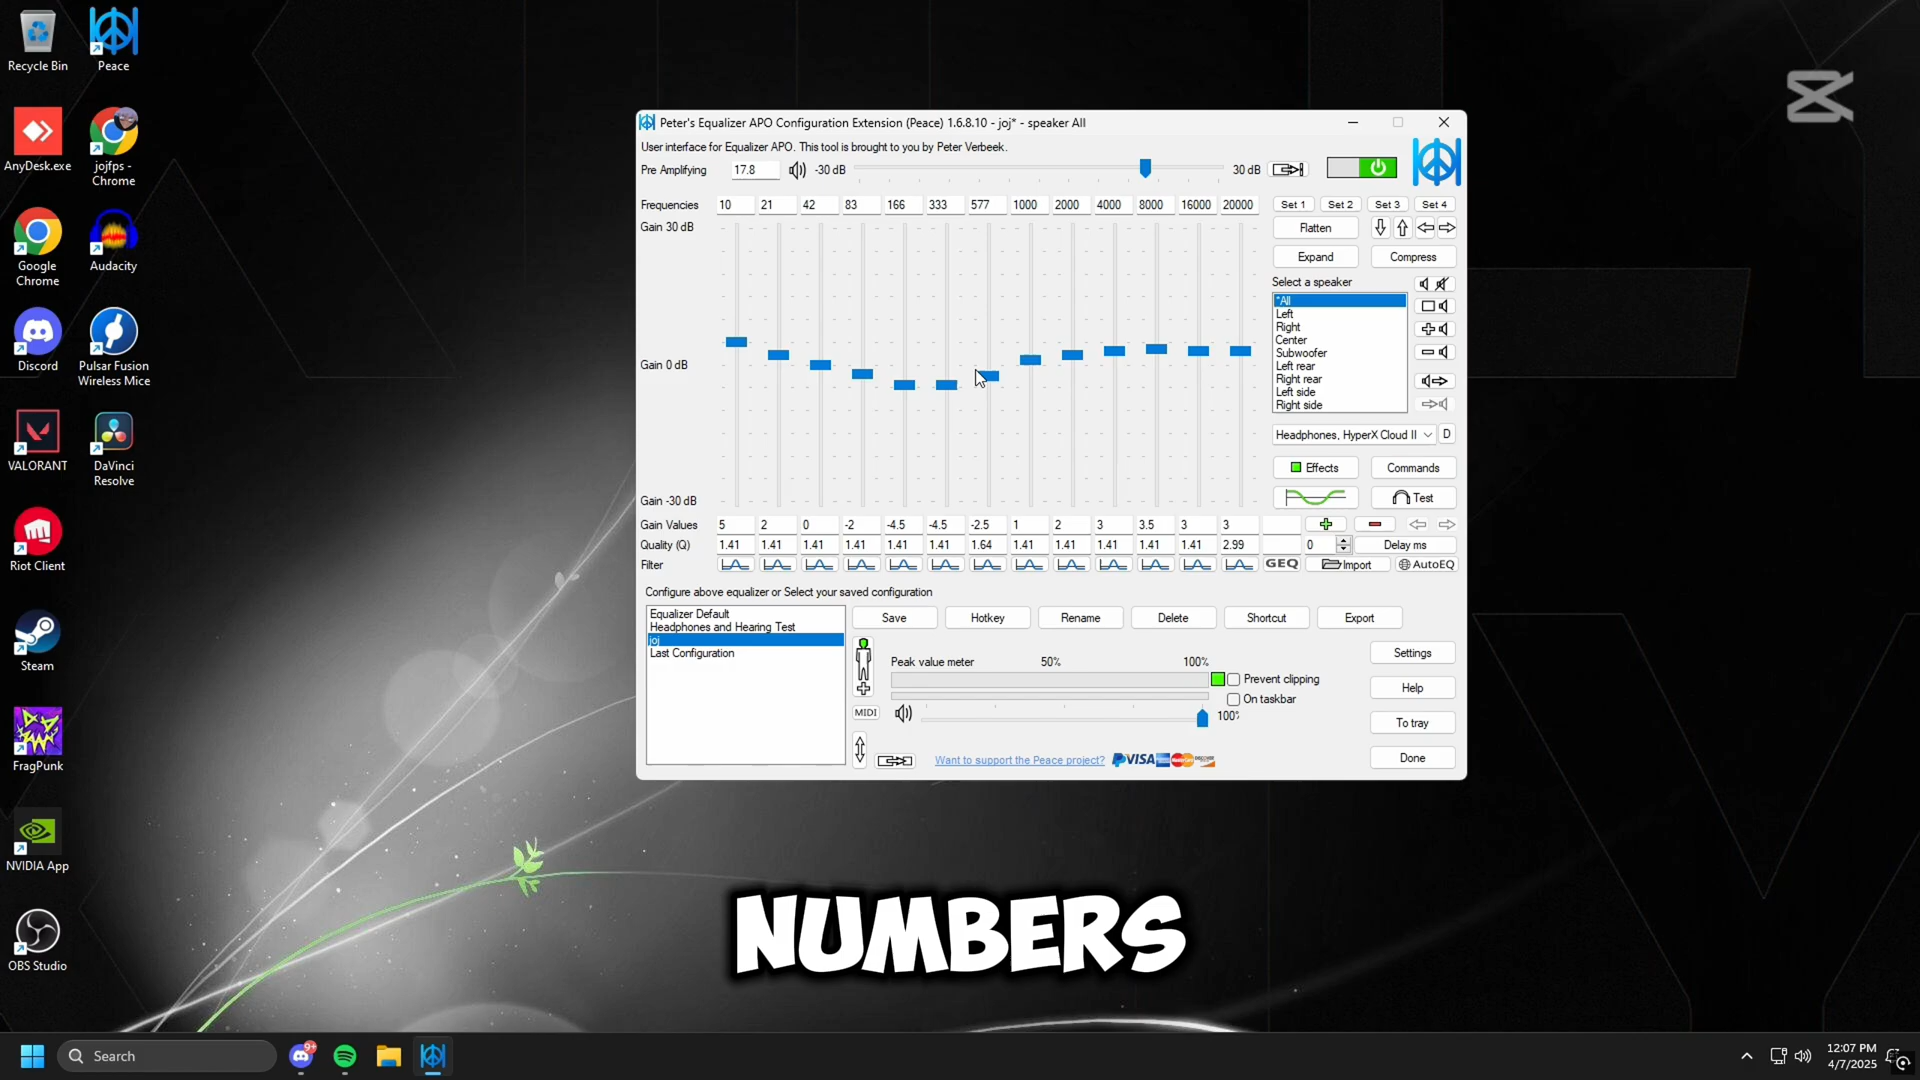 Recycle Bin
Peace
AnyDesk.exe
jojfps -
Chrome
Google
Chrome
Audacity
Discord
Pulsar Fusion
Wireless Mice
VALORANT
DaVinci
Resolve
Riot Client
Steam
FragPunk
NVIDIA App
OBS Studio
Peter's Equalizer APO Configuration Extension (Peace) 1.6.8.10 - joj* - speaker All
User interface for Equalizer APO. This tool is brought to you by Peter Verbeek.
Pre Amplifying 17.8 -30 dB 30 dB
Frequencies 10 21 42 83 166 333 577 1000 2000 4000 8000 16000 20000 Set 1 Set 2 Set 3 Set 4
Gain 30 dB Flatten
Expand Compress
Select a speaker
*All
Left
Right
Center
Subwoofer
Left rear
Right rear
Left side
Right side
Gain 0 dB
Headphones, HyperX Cloud II D
Effects Commands
Test
Gain -30 dB
Gain Values 5 2 0 -2 -4.5 -4.5 -2.5 1 2 3 3.5 3 3
Quality (Q) 1.41 1.41 1.41 1.41 1.41 1.41 1.64 1.41 1.41 1.41 1.41 1.41 2.99 0 Delay ms
Filter GEQ Import AutoEQ
Configure above equalizer or Select your saved configuration
Equalizer Default
Headphones and Hearing Test
joj
Last Configuration
Save Hotkey Rename Delete Shortcut Export
Peak value meter 50% 100%
Prevent clipping
On taskbar
MIDI 100%
Settings
Help
To tray
Done
Want to support the Peace project? VISA
NUMBERS
Search
9+
12:07 PM
4/7/2025